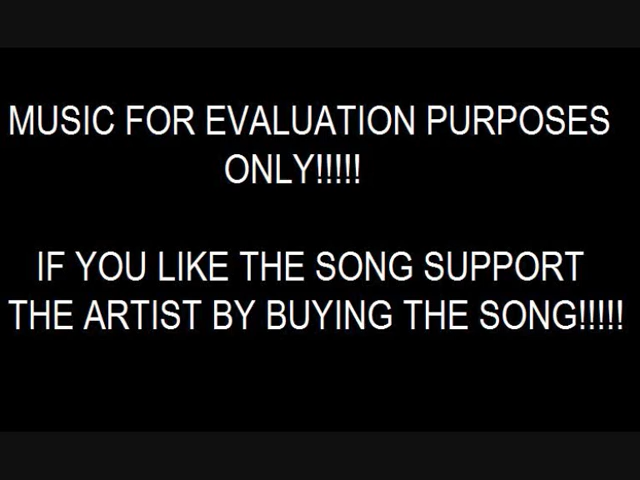 MUSIC FOR EVALUATION PURPOSES
ONLY!!!!!
IF YOU LIKE THE SONG SUPPORT
THE ARTIST BY BUYING THE SONG!!!!!